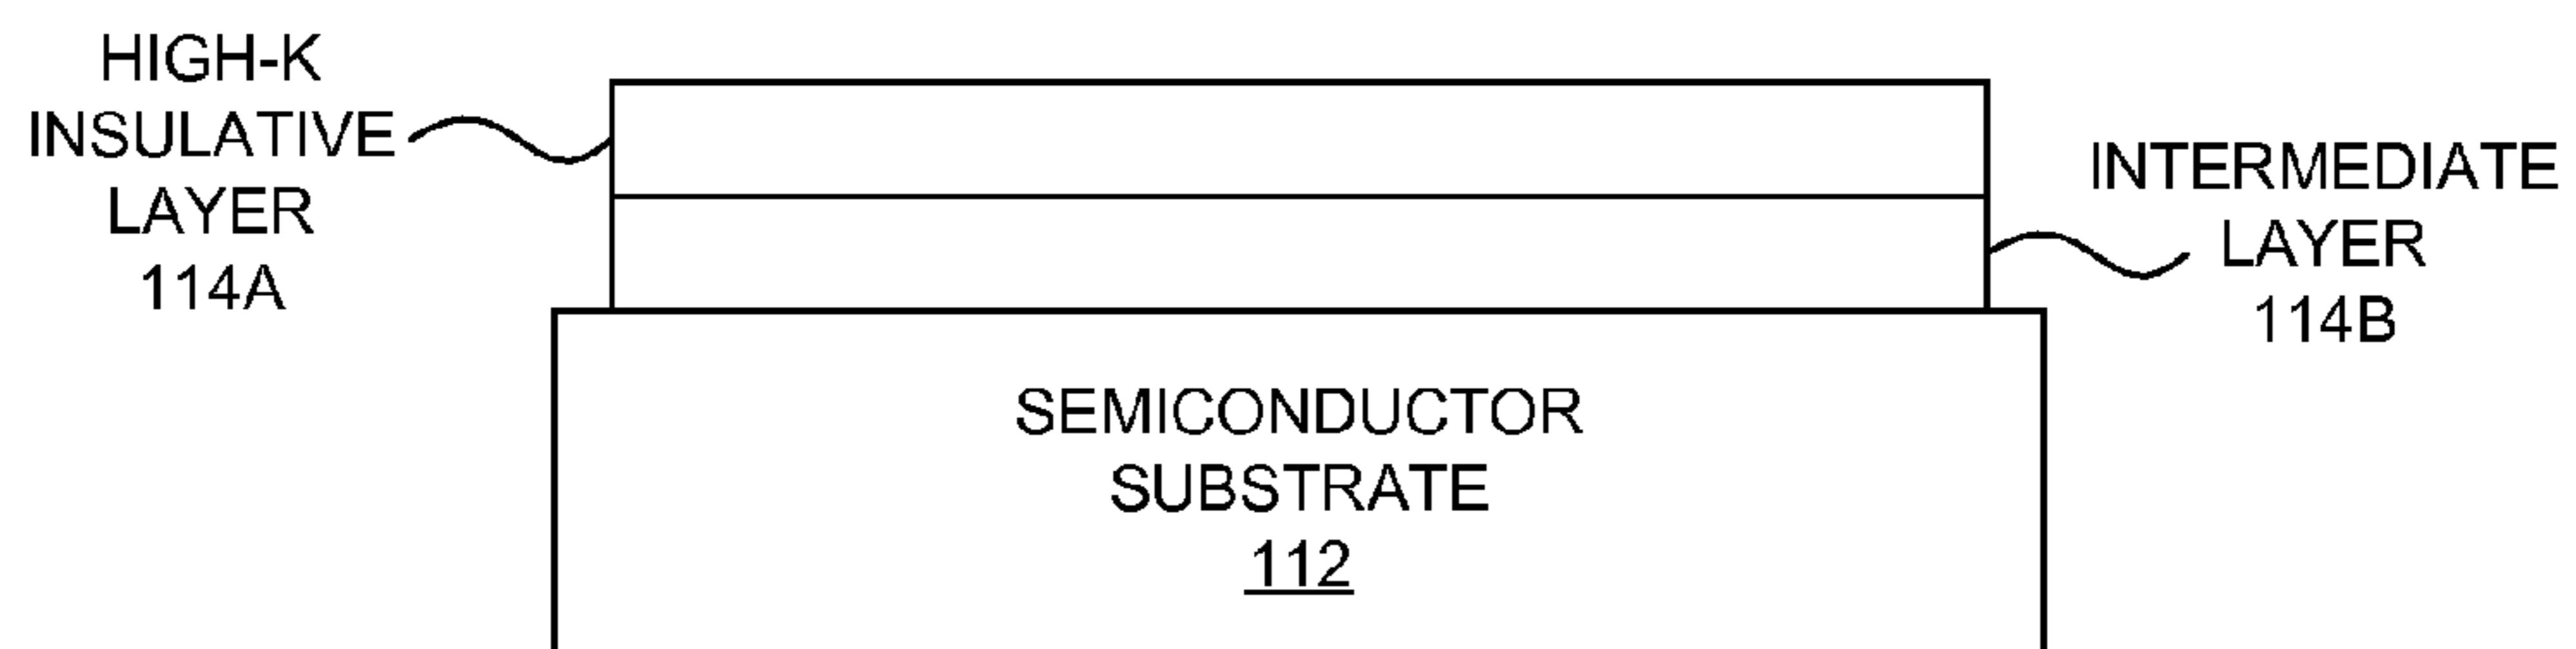 HIGH-K
INSULATIVE
LAYER
114A
INTERMEDIATE
LAYER
114B
SEMICONDUCTOR
SUBSTRATE
112